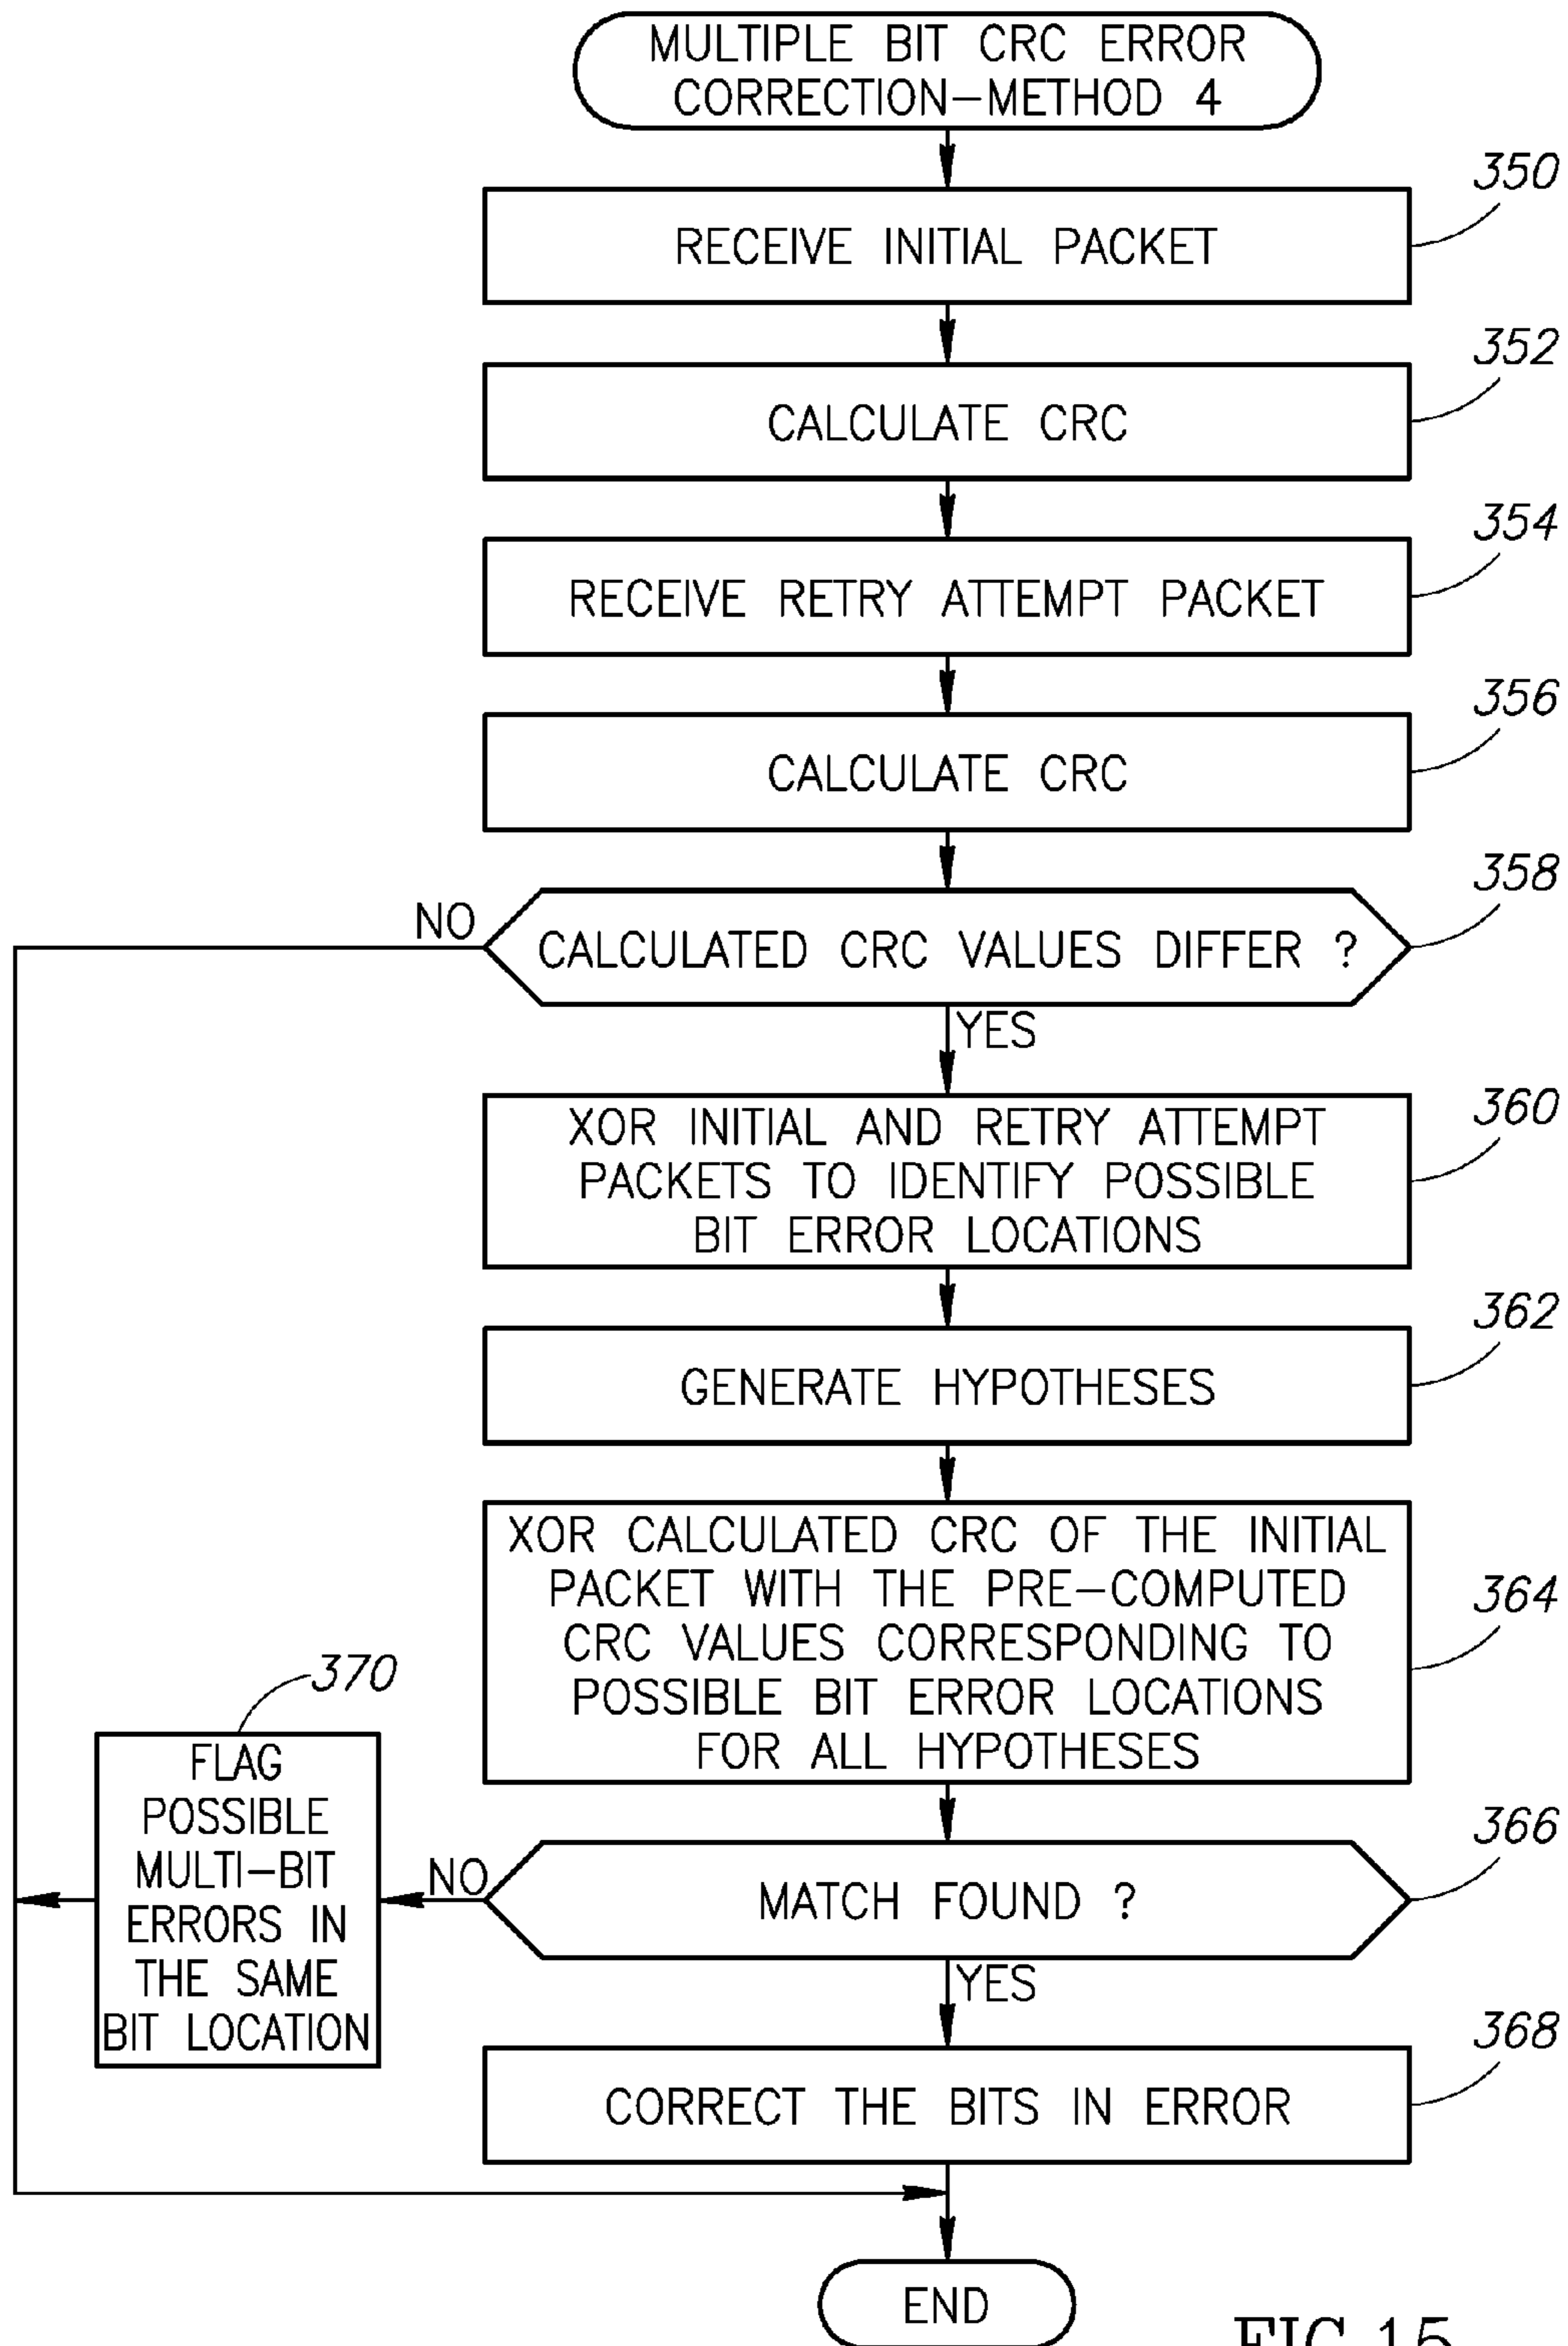 MULTIPLE BIT CRC ERROR
CORRECTION–METHOD 4
350
RECEIVE INITIAL PACKET
352
CALCULATE CRC
354
RECEIVE RETRY ATTEMPT PACKET
356
CALCULATE CRC
358
NO
CALCULATED CRC VALUES DIFFER ?
YES
360
XOR INITIAL AND RETRY ATTEMPT
PACKETS TO IDENTIFY POSSIBLE
BIT ERROR LOCATIONS
362
GENERATE HYPOTHESES
364
XOR CALCULATED CRC OF THE INITIAL
PACKET WITH THE PRE–COMPUTED
CRC VALUES CORRESPONDING TO
POSSIBLE BIT ERROR LOCATIONS
FOR ALL HYPOTHESES
370
FLAG
POSSIBLE
MULTI–BIT
ERRORS IN
THE SAME
BIT LOCATION
366
NO
MATCH FOUND ?
YES
368
CORRECT THE BITS IN ERROR
END
FIG.15